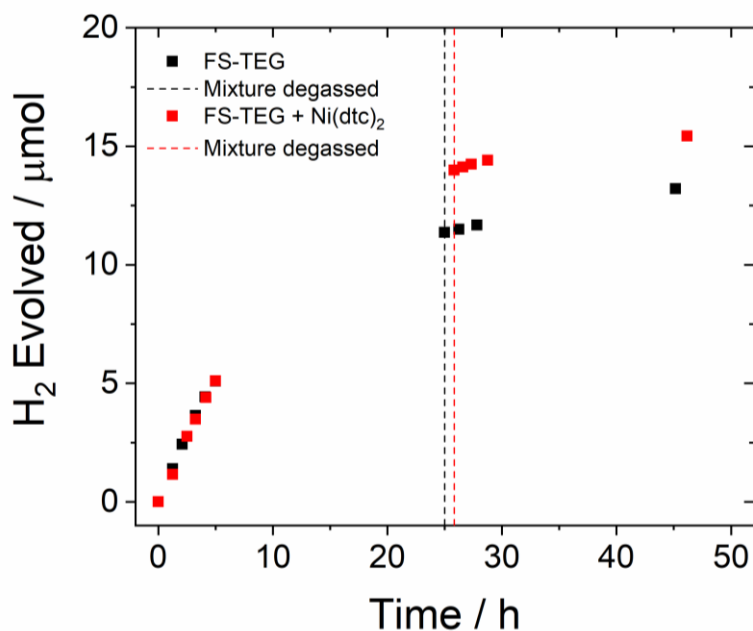 20
15
10
5
0
H2 Evolved / μmol
FS-TEG
Mixture degassed
FS-TEG + Ni(dtc)2
Mixture degassed
0 10 20 30 40 50
Time / h